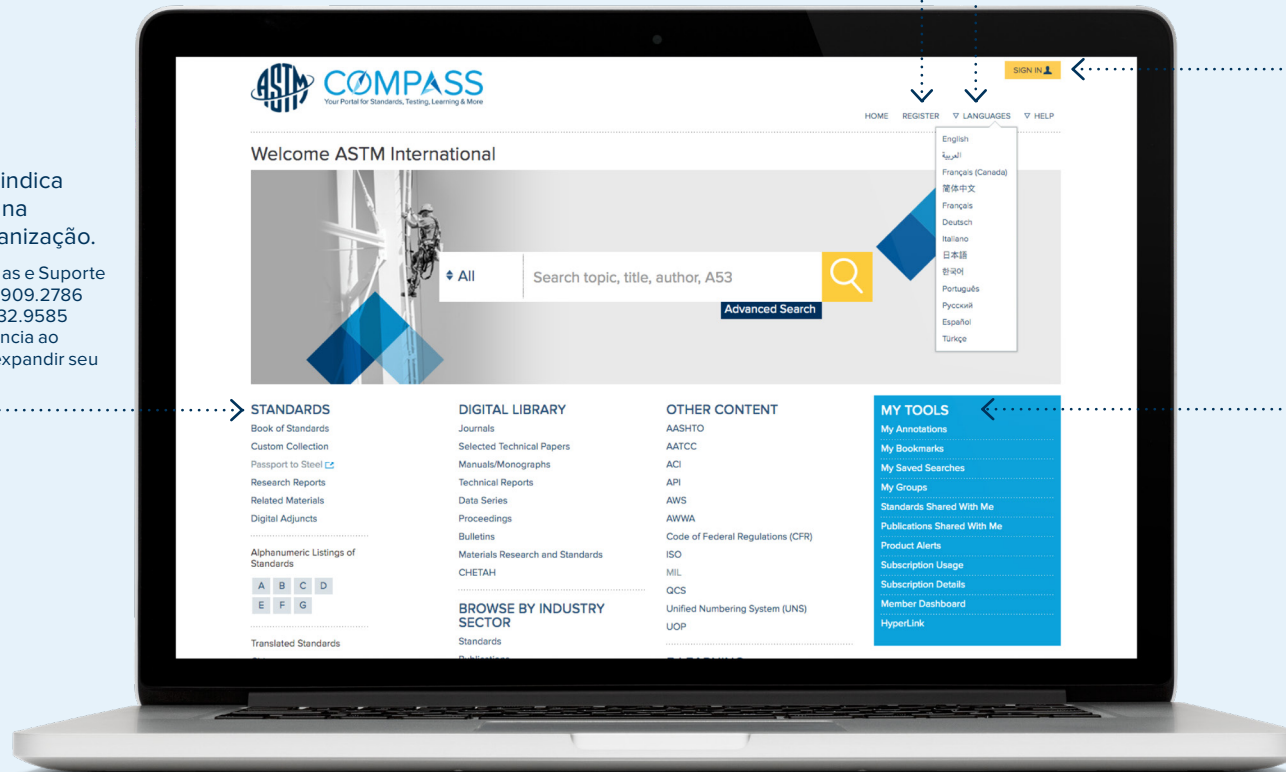 ASTM COMPASS
Your Portal for Standards, Testing, Learning & More
SIGN IN
HOME REGISTER ▽ LANGUAGES ▽ HELP
Welcome ASTM International
English
العربية
Français (Canada)
简体中文
Français
Deutsch
Italiano
日本語
한국어
Português
Русский
Español
Türkçe
All
Search topic, title, author, A53
Advanced Search
indica
na
anização.
as e Suporte
909.2786
32.9585
ncia ao
expandir seu
STANDARDS
Book of Standards
Custom Collection
Passport to Steel
Research Reports
Related Materials
Digital Adjuncts
Alphanumeric Listings of
Standards
A B C D
E F G
Translated Standards
DIGITAL LIBRARY
Journals
Selected Technical Papers
Manuals/Monographs
Technical Reports
Data Series
Proceedings
Bulletins
Materials Research and Standards
CHETAH
BROWSE BY INDUSTRY
SECTOR
Standards
Publications
OTHER CONTENT
AASHTO
AATCC
ACI
API
AWS
AWWA
Code of Federal Regulations (CFR)
ISO
MIL
QCS
Unified Numbering System (UNS)
UOP
MY TOOLS
My Annotations
My Bookmarks
My Saved Searches
My Groups
Standards Shared With Me
Publications Shared With Me
Product Alerts
Subscription Usage
Subscription Details
Member Dashboard
HyperLink